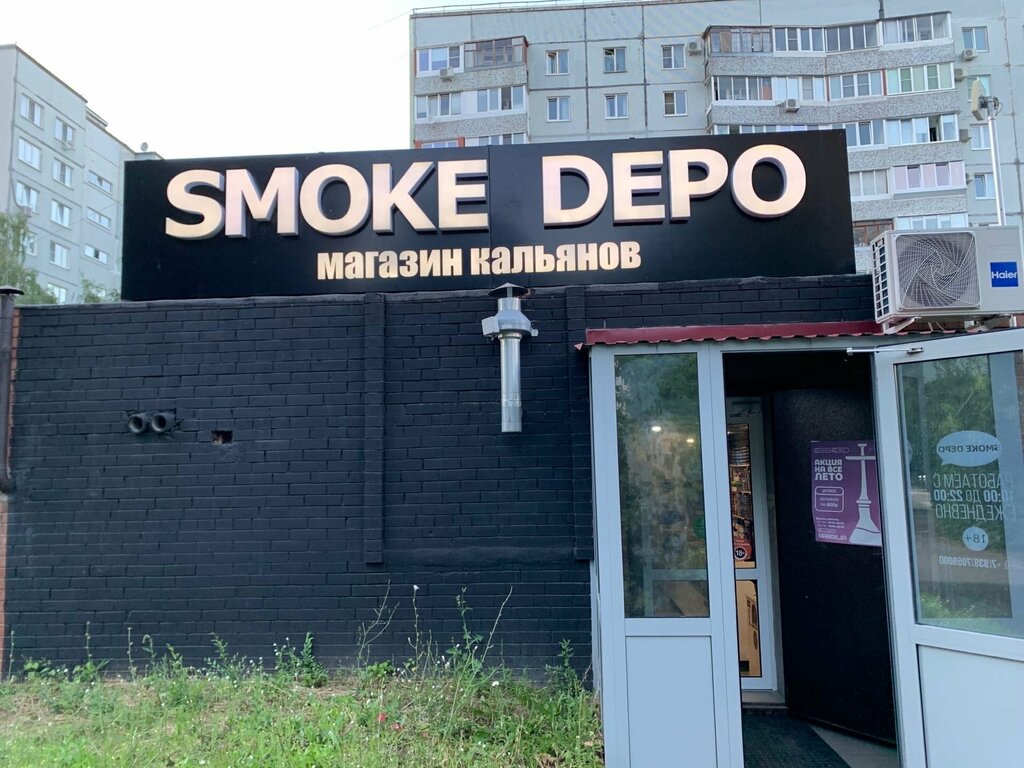 SMOKE DEPO
магазин кальянов
Haier
АКЦИЯ
НА ВСЕ
ЛЕТО
18+
SMOKE DEPO
РАБОТАЕМ С
10:00 ДО 22:00
ЕЖЕДНЕВНО
18+